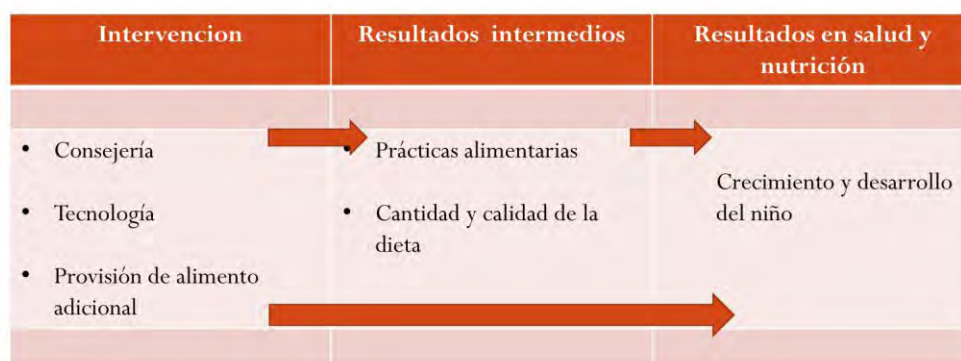 Intervencion
Resultados intermedios
Resultados en salud y
nutrición
• Consejería
• Tecnología
• Provisión de alimento
adicional
• Prácticas alimentarias
• Cantidad y calidad de la
dieta
Crecimiento y desarrollo
del niño